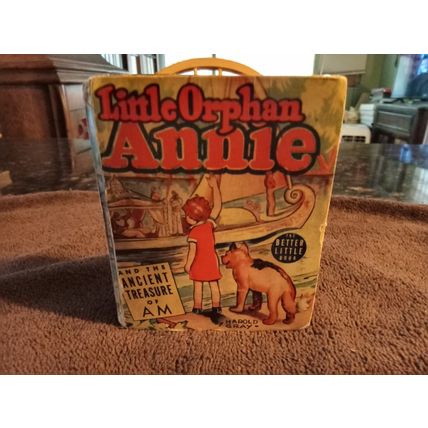 Little Orphan
Annie
THE
BETTER
LITTLE
BOOK
AND THE
ANCIENT
TREASURE
OF
AM
HAROLD
GRAY